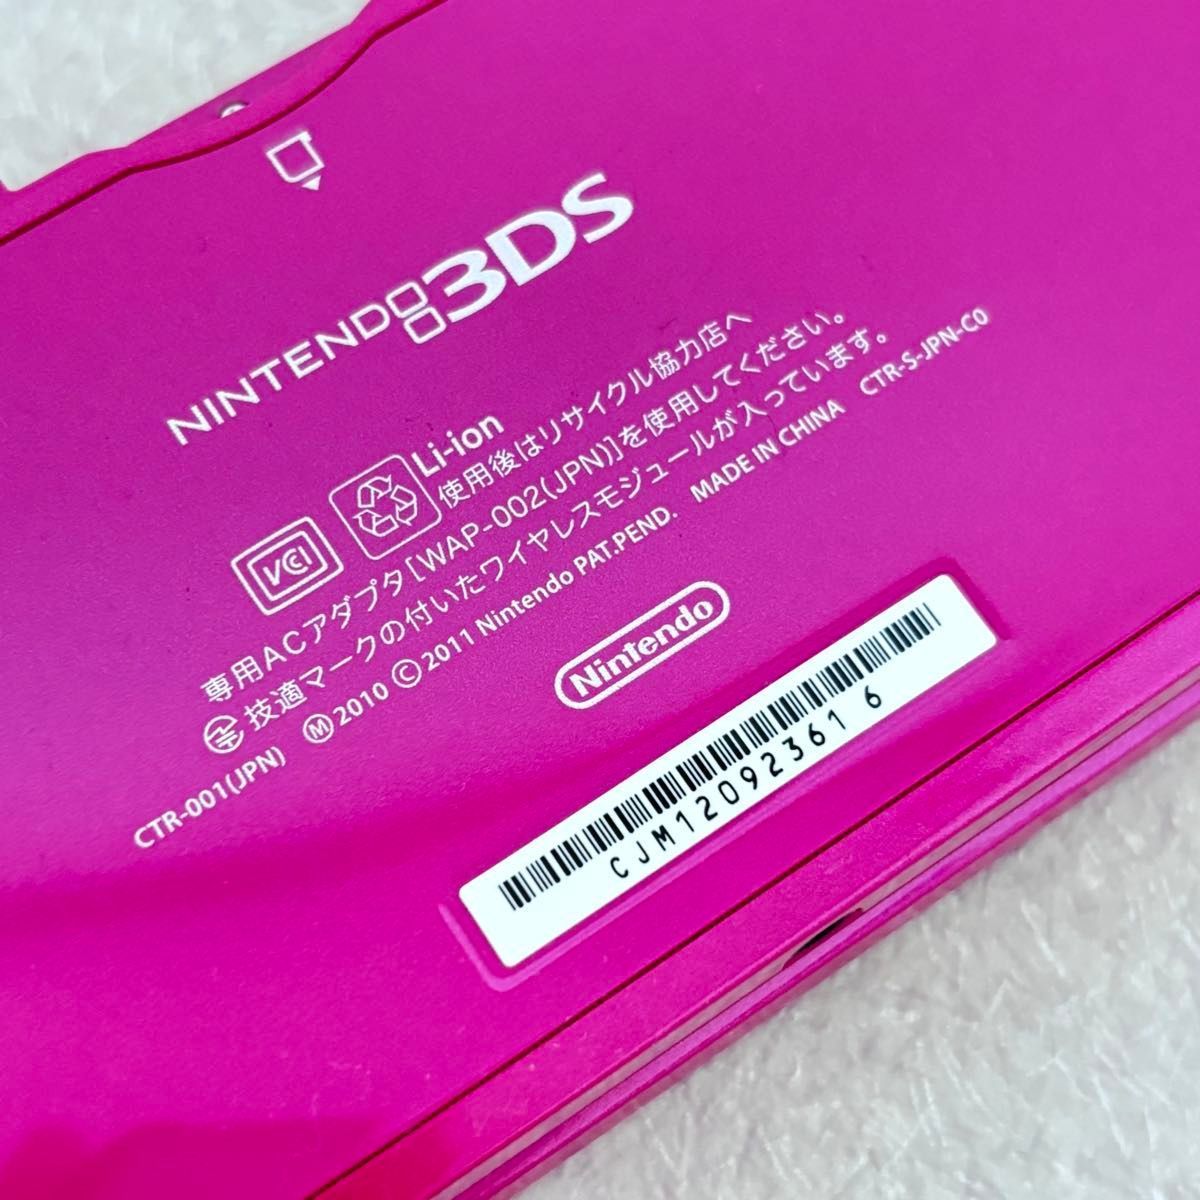 NINTENDO 3DS
Li-ion
使用後はリサイクル協力店へ
VCCI
専用ACアダプタ[WAP-002(JPN)]を使用してください。
技適マークの付いたワイヤレスモジュールが入っています。
CTR-001(JPN) Ⓜ2010 ©2011 Nintendo PAT.PEND. MADE IN CHINA CTR-S-JPN-C0
Nintendo
CJM12092361 6